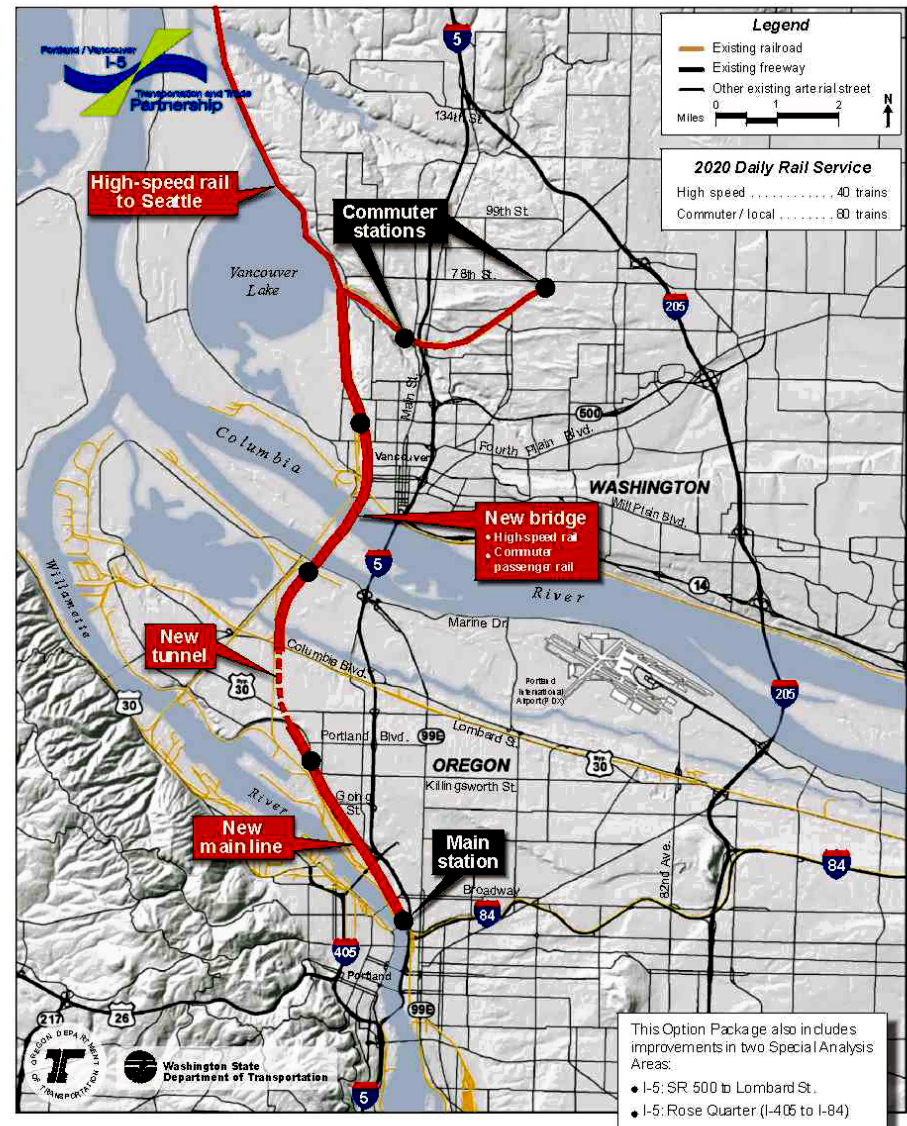 Portland / Vancouver
I-5
Transportation and Trade
Partnership
5
Legend
Existing railroad
Existing freeway
Other existing arterial street
Miles
0 1 2
N
134th St.
2020 Daily Rail Service
High speed . . . . . . . . . . . . 40 trains
Commuter / local . . . . . . . . 80 trains
High-speed rail
to Seattle
Commuter
stations
99th St.
78th St.
Vancouver
Lake
205
Main St.
500
Fourth Plain Blvd.
Columbia
Vancouver
WASHINGTON
Mill Plain Blvd.
New bridge
• High-speed rail
• Commuter
passenger rail
5
14
River
Willamette
Marine Dr.
New
tunnel
Columbia Blvd.
Portland
International
Airport (PDX)
30
Byp.
30
205
Lombard St.
Portland Blvd.
99E
Byp.
30
OREGON
Killingsworth St.
River
Going
St.
New
main line
Main
station
82nd Ave.
84
Broadway
84
405
Portland
99E
217
26
OREGON DEPARTMENT
OF TRANSPORTATION
Washington State
Department of Transportation
5
This Option Package also includes
improvements in two Special Analysis
Areas:
• I-5: SR 500 to Lombard St.
• I-5: Rose Quarter (I-405 to I-84)